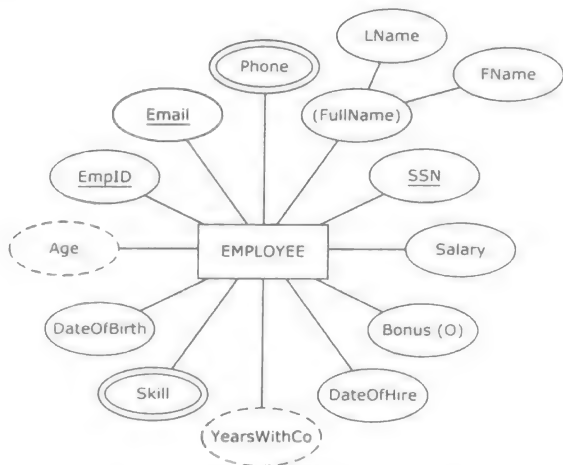 LName
Phone
FName
(FullName)
Email
EmpID
SSN
Age
EMPLOYEE
Salary
DateOfBirth
Bonus (O)
Skill
DateOfHire
YearsWithCo